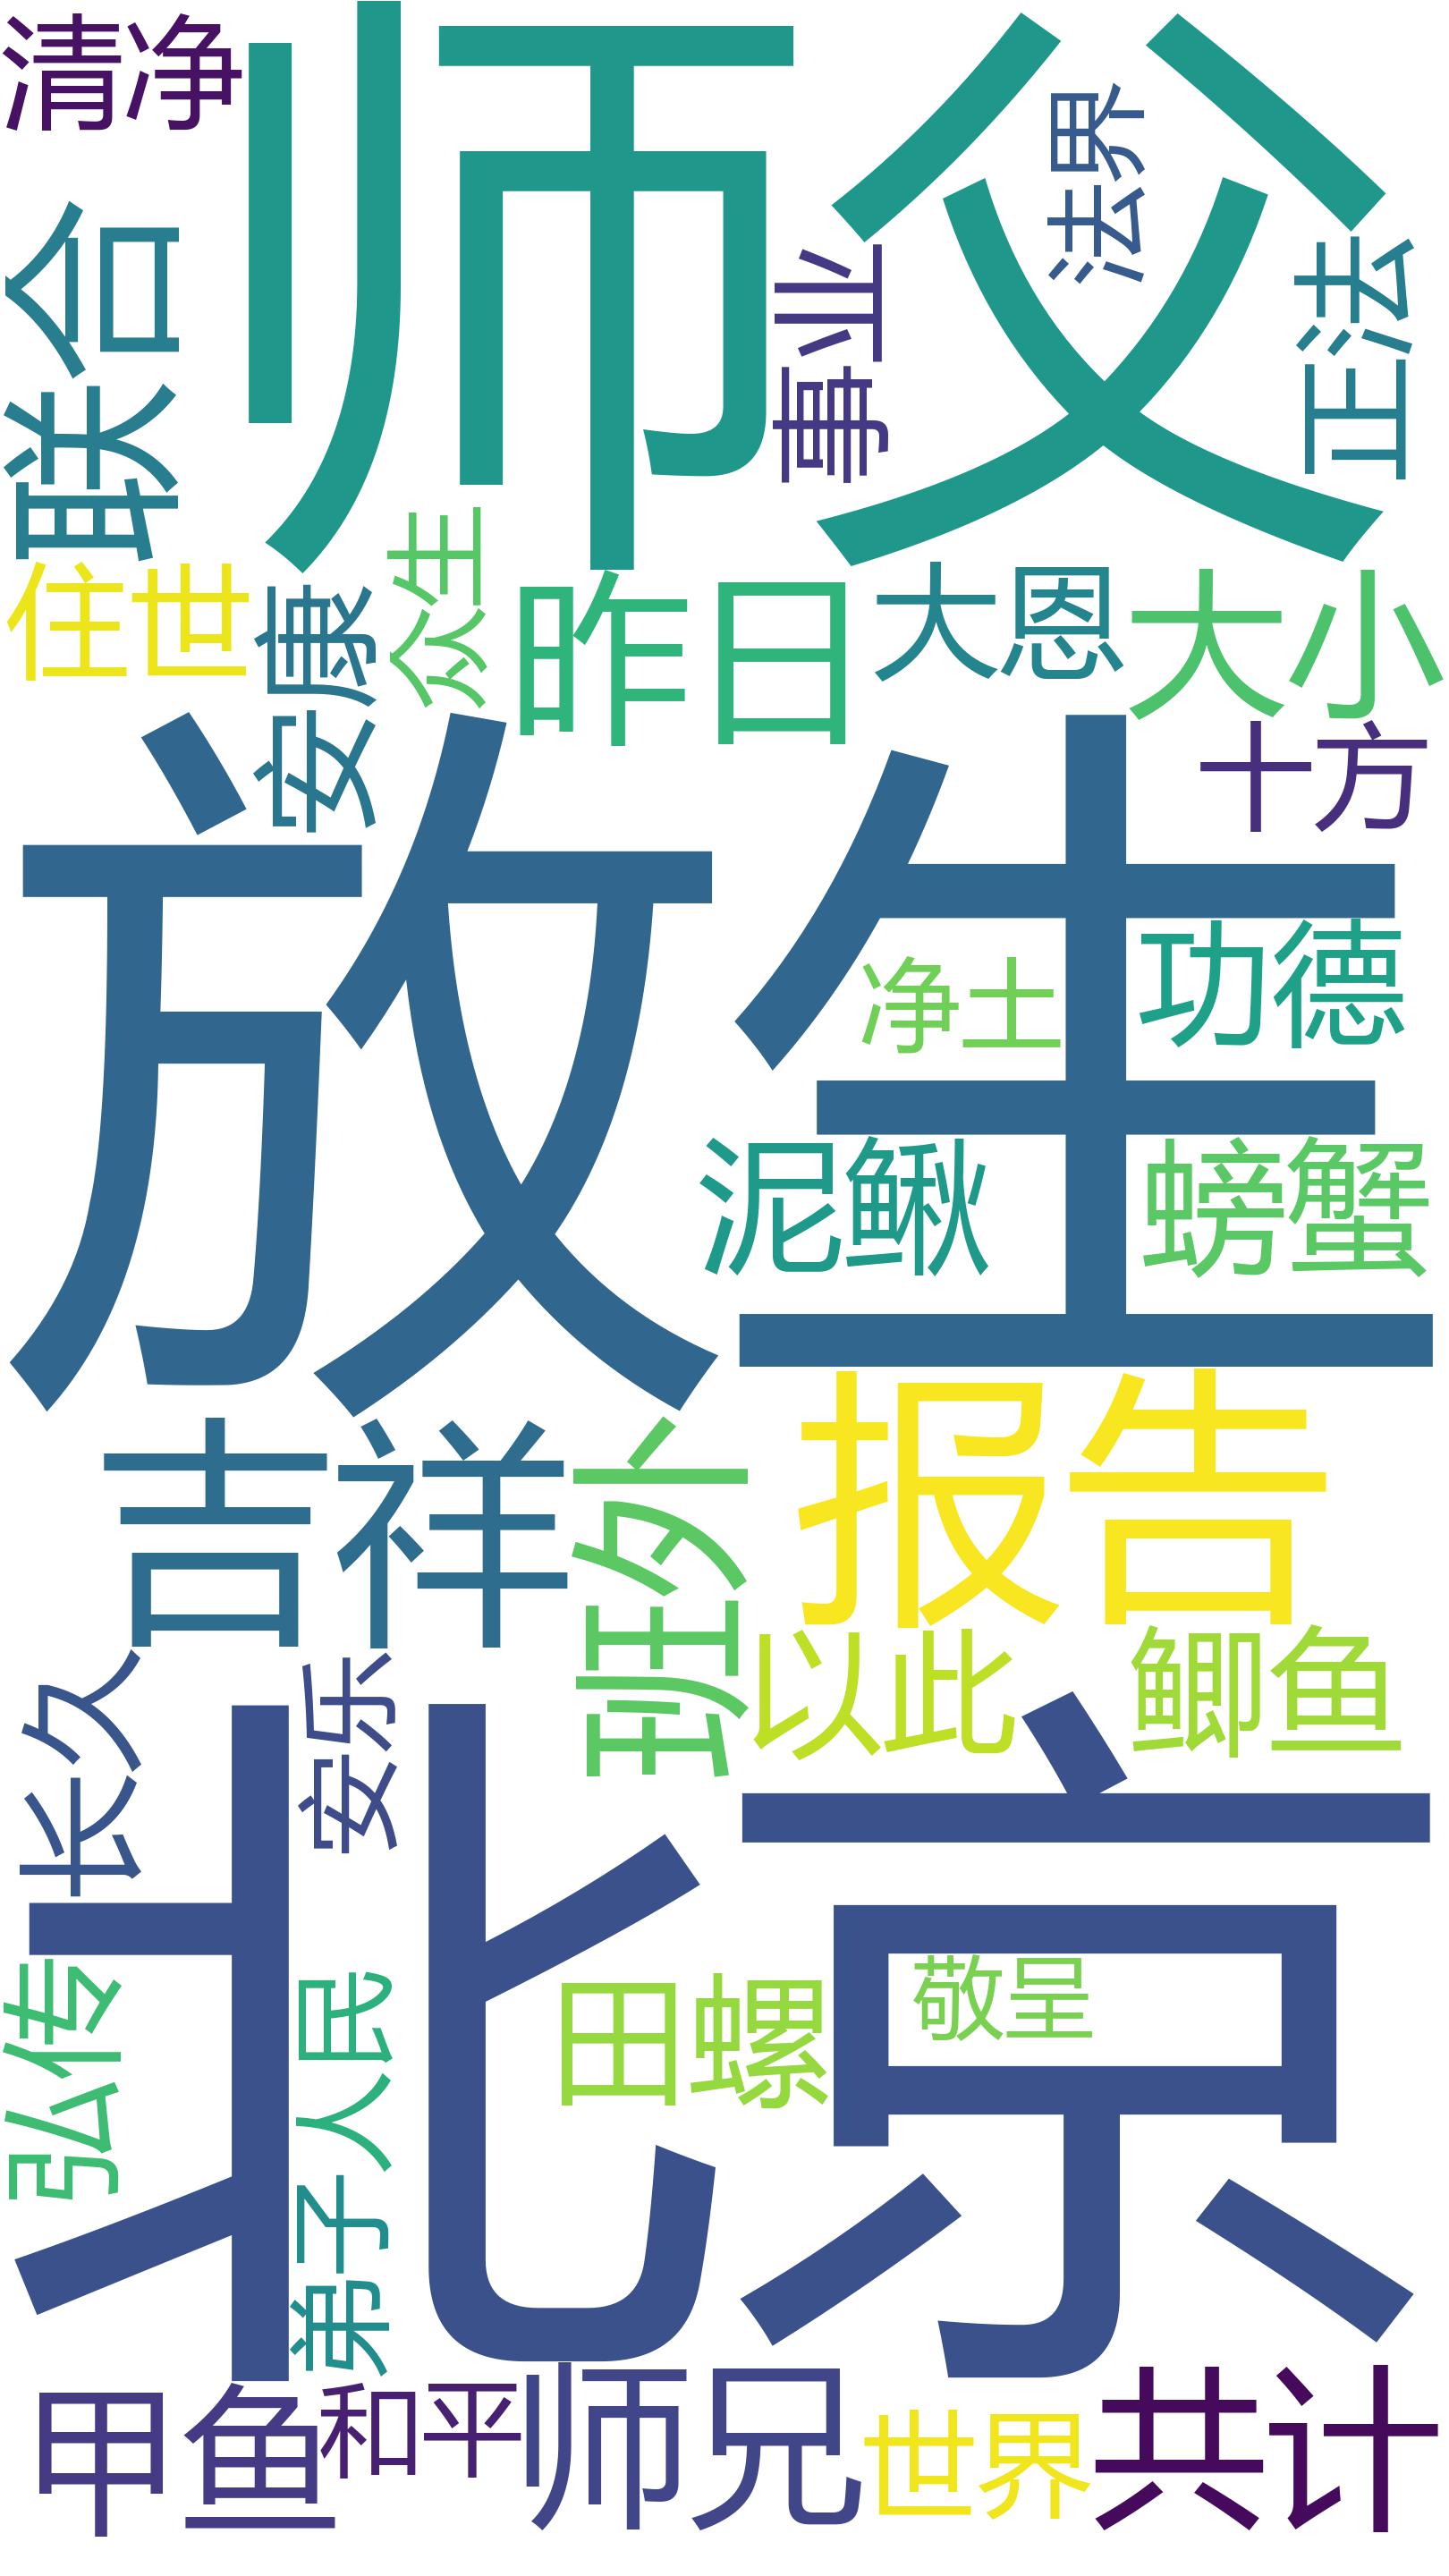 清净
师父
法界
联合
事业
正法
住世
安康
众生
昨日
大恩
大小
十方
放生
净土
功德
泥鳅
螃蟹
吉祥
班外
报告
以此
鲫鱼
长久
安乐
北京
弘传
人民
弟子
田螺
敬呈
甲鱼
和平
师兄
世界
共计